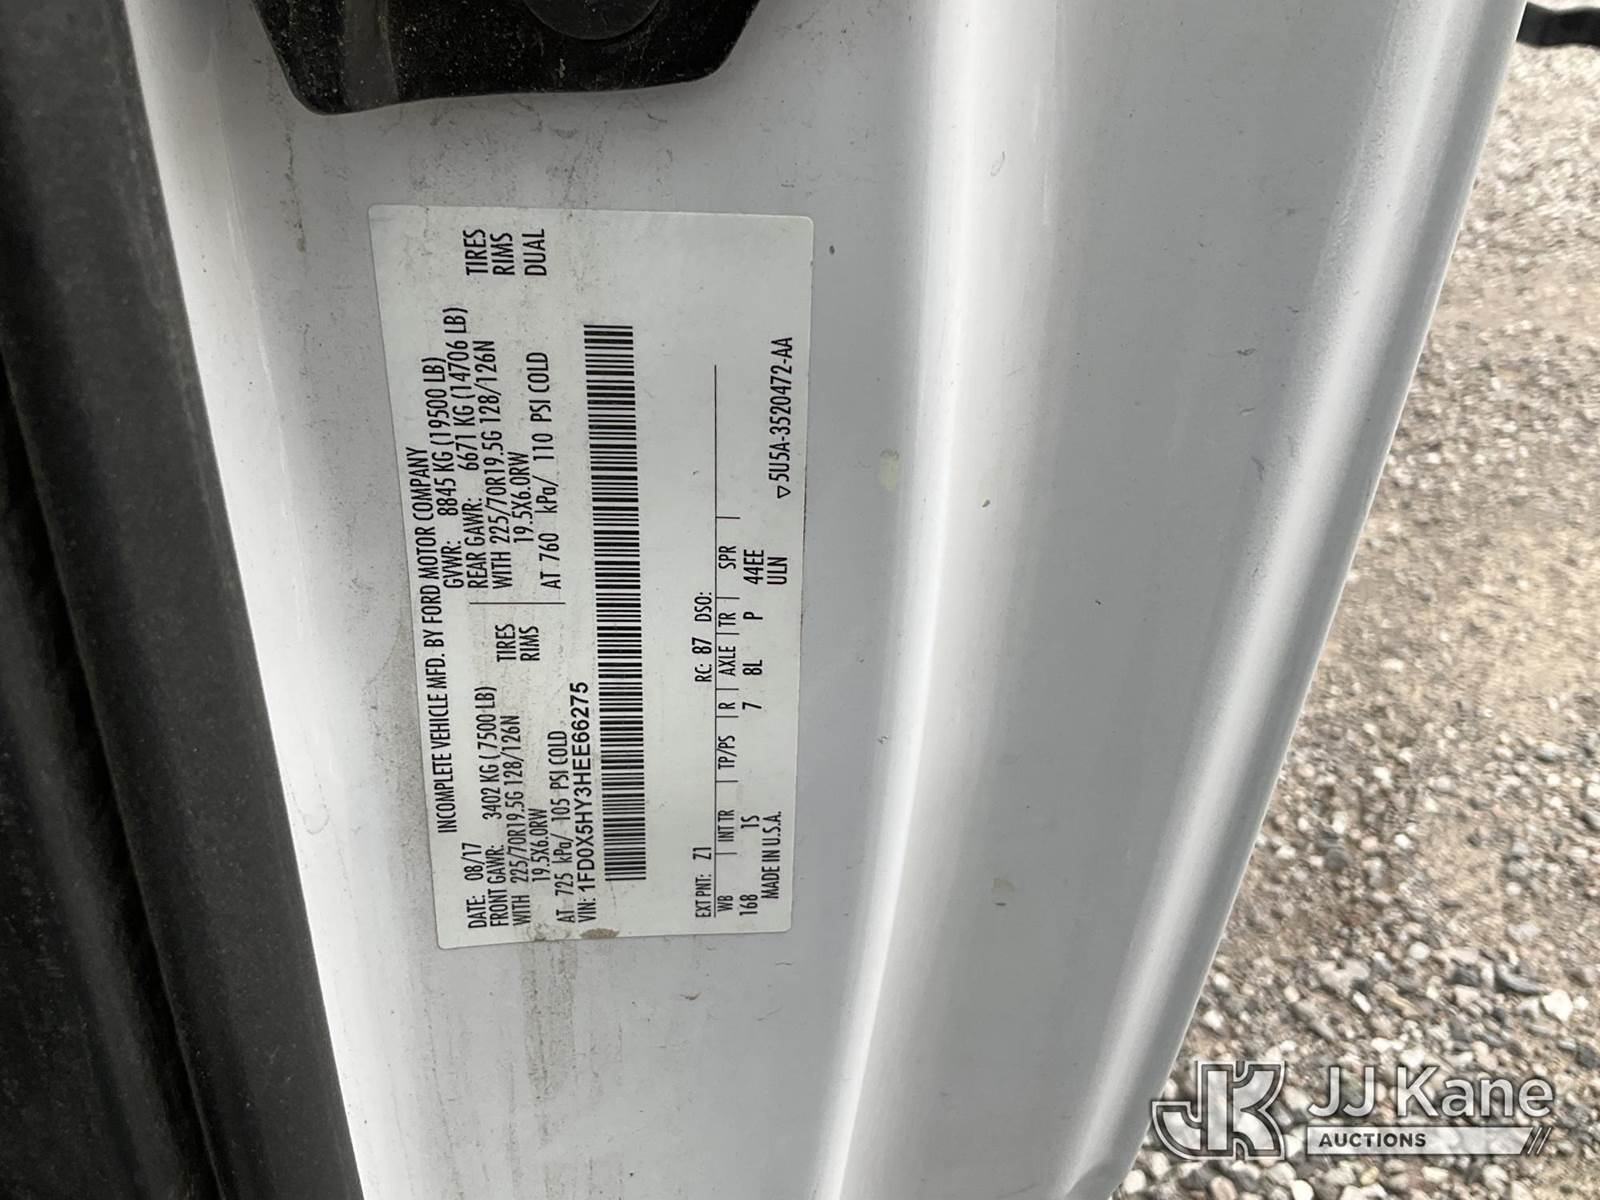 INCOMPLETE VEHICLE MFD. BY FORD MOTOR COMPANY
DATE: 08/17 GVWR: 8845 KG (19500 LB)
FRONT GAWR: 3402 KG (7500 LB) REAR GAWR: 6671 KG (14706 LB)
WITH 225/70R19.5G 128/126N TIRES WITH 225/70R19.5G 128/126N TIRES
19.5X6.0RW RIMS 19.5X6.0RW RIMS
AT 725 kPa/ 105 PSI COLD AT 760 kPa/ 110 PSI COLD DUAL
VIN: 1FD0X5HY3HEE66275
EXT PNT: Z1 RC: 87 DSO:
WB INT TR TP/PS R AXLE TR SPR
168 1S 7 8L P 44EE
MADE IN U.S.A. ULN
▽5U5A-3520472-AA
JK JJ Kane
AUCTIONS